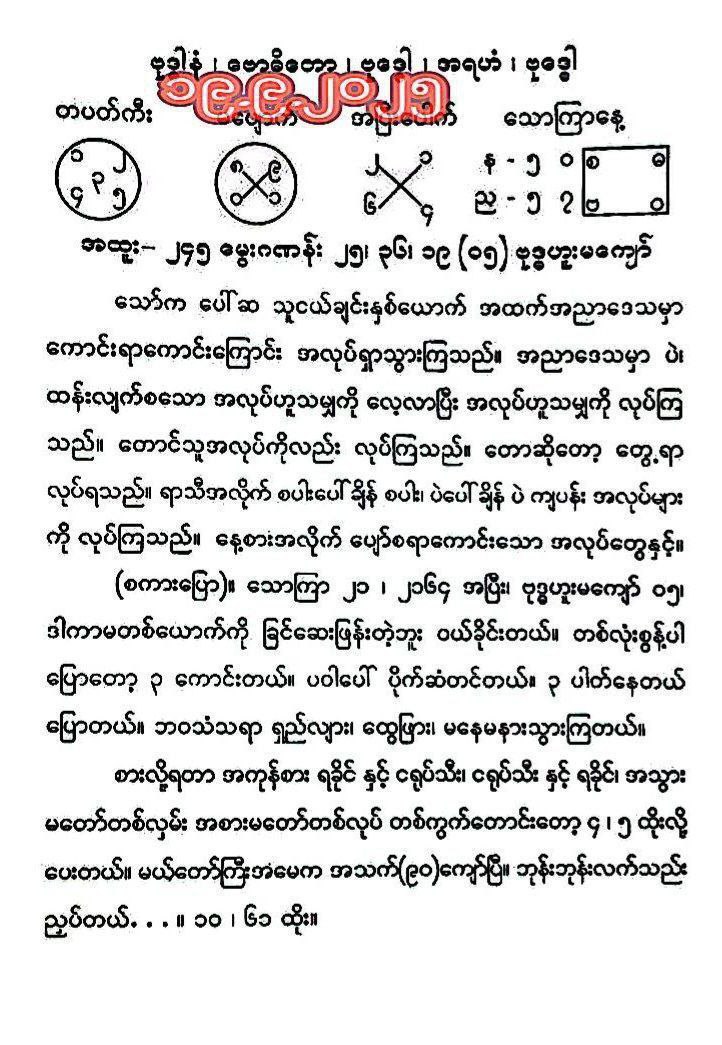 ဗုဒ္ဓါနံ ၊ ဗောဓိတော ၊ ဗုဒ္ဓေါ ၊ အရဟံ ၊ ဗုဒ္ဓေါ
၁၉.၉.၂၀၂၅
တပတ်ကီး အပြီးပေါက် သောကြာနေ့
၁ ၂ ၈ ၉ ၂ ၁ န - ၅ ၀ စ ဓ
၃
၄ ၅ ၀ ၁ ၆ ၄ ည - ၅ ၇ ဗ ဝ
အထူး– ၂၄၅ မွေးဂဏန်း ၂၅၊ ၃၆၊ ၁၉ (၀၅) ဗုဒ္ဓဟူးမကျော်
သော်က ပေါ်ဆ သူငယ်ချင်းနှစ်ယောက် အထက်အညာဒေသမှာ
ကောင်းရာကောင်းကြောင်း အလုပ်ရှာသွားကြသည်။ အညာဒေသမှာ ပဲ၊
ထန်းလျက်စသော အလုပ်ဟူသမျှကို လေ့လာပြီး အလုပ်ဟူသမျှကို လုပ်ကြ
သည်။ တောင်သူအလုပ်ကိုလည်း လုပ်ကြသည်။ တောဆိုတော့ တွေ့ရာ
လုပ်ရသည်။ ရာသီအလိုက် စပါးပေါ်ချိန် စပါး၊ ပဲပေါ်ချိန် ပဲ ကျပန်း အလုပ်များ
ကို လုပ်ကြသည်။ နေ့စားအလိုက် ပျော်စရာကောင်းသော အလုပ်တွေနှင့်။
(စကားပြော)။ သောကြာ ၂၁ ၊ ၂၁၆၄ အပြီး၊ ဗုဒ္ဓဟူးမကျော် ၀၅၊
ဒါကာမတစ်ယောက်ကို ခြင်ဆေးဖြန်းတဲ့ဘူး ဝယ်ခိုင်းတယ်။ တစ်လုံးစွန့်ပါ
ပြောတော့ ၃ ကောင်းတယ်။ ပဝါပေါ် ပိုက်ဆံတင်တယ်။ ၃ ပါတ်နေတယ်
ပြောတယ်။ ဘဝသံသရာ ရှည်လျား၊ ထွေဖြား၊ မနေမနားသွားကြတယ်။
စားလို့ရတာ အကုန်စား ရခိုင် နှင့် ငရုပ်သီး၊ ငရုပ်သီး နှင့် ရခိုင်၊ အသွား
မတော်တစ်လှမ်း အစားမတော်တစ်လုပ် တစ်ကွက်တောင်းတော့ ၄ ၊ ၅ ထိုးလို့
ပေးတယ်။ မယ်တော်ကြီးအမေက အသက်(၉၀)ကျော်ပြီ။ ဘုန်းဘုန်းလက်သည်း
ညှပ်တယ်. . . ။ ၁၀ ၊ ၆၁ ထိုး။